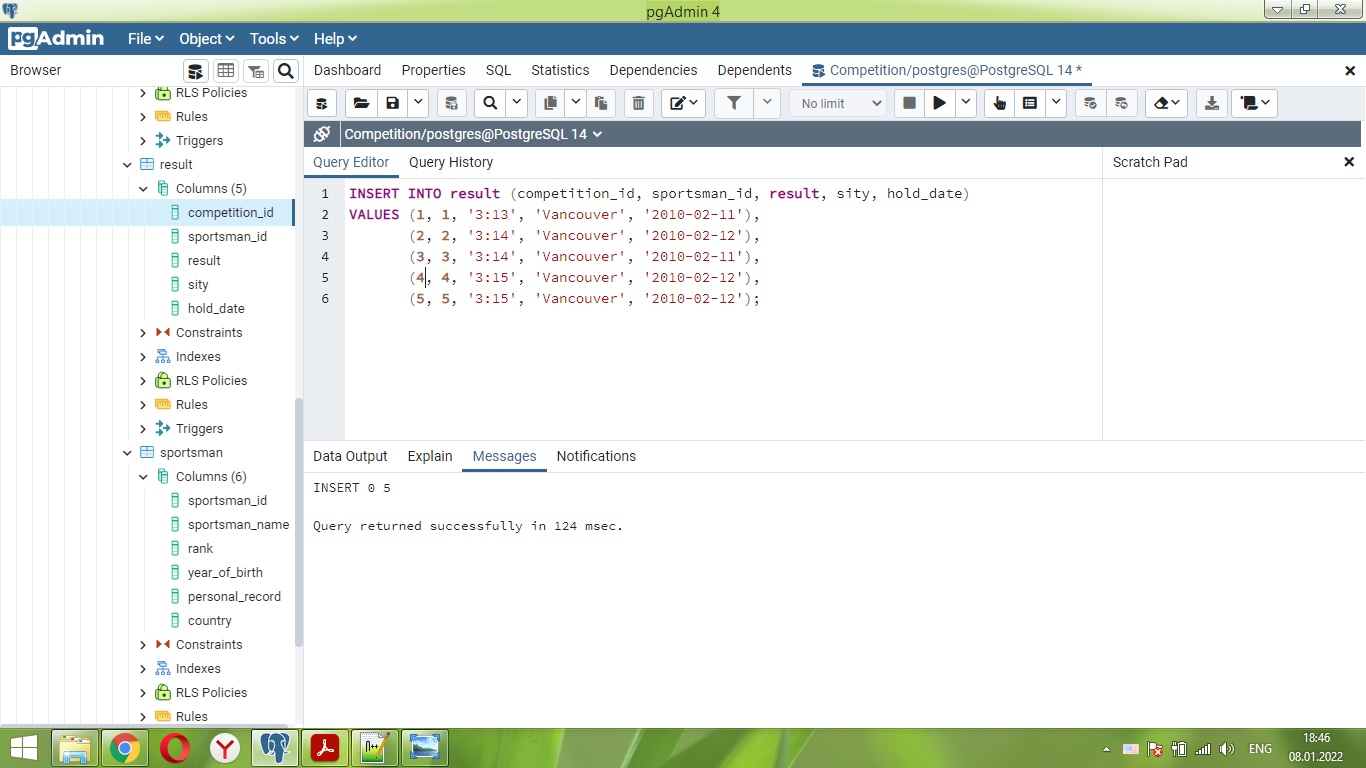 pgAdmin 4
pgAdmin File Object Tools Help
Browser
Dashboard Properties SQL Statistics Dependencies Dependents Competition/postgres@PostgreSQL 14 *
No limit
Competition/postgres@PostgreSQL 14
Query Editor Query History
Scratch Pad
RLS Policies
Rules
Triggers
result
Columns (5)
competition_id
sportsman_id
result
sity
hold_date
Constraints
Indexes
RLS Policies
Rules
Triggers
sportsman
Columns (6)
sportsman_id
sportsman_name
rank
year_of_birth
personal_record
country
Constraints
Indexes
RLS Policies
Rules
1 INSERT INTO result (competition_id, sportsman_id, result, sity, hold_date)
2 VALUES (1, 1, '3:13', 'Vancouver', '2010-02-11'),
3 (2, 2, '3:14', 'Vancouver', '2010-02-12'),
4 (3, 3, '3:14', 'Vancouver', '2010-02-11'),
5 (4, 4, '3:15', 'Vancouver', '2010-02-12'),
6 (5, 5, '3:15', 'Vancouver', '2010-02-12');
Data Output Explain Messages Notifications
INSERT 0 5
Query returned successfully in 124 msec.
ENG
18:46
08.01.2022